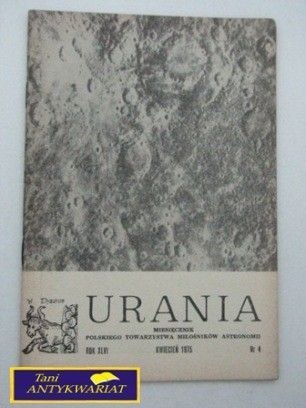 URANIA
MIESIĘCZNIK
POLSKIEGO TOWARZYSTWA MIŁOŚNIKÓW ASTRONOMII
ROK XLVI KWIECIEŃ 1975 Nr 4
Tani
ANTYKWARIAT